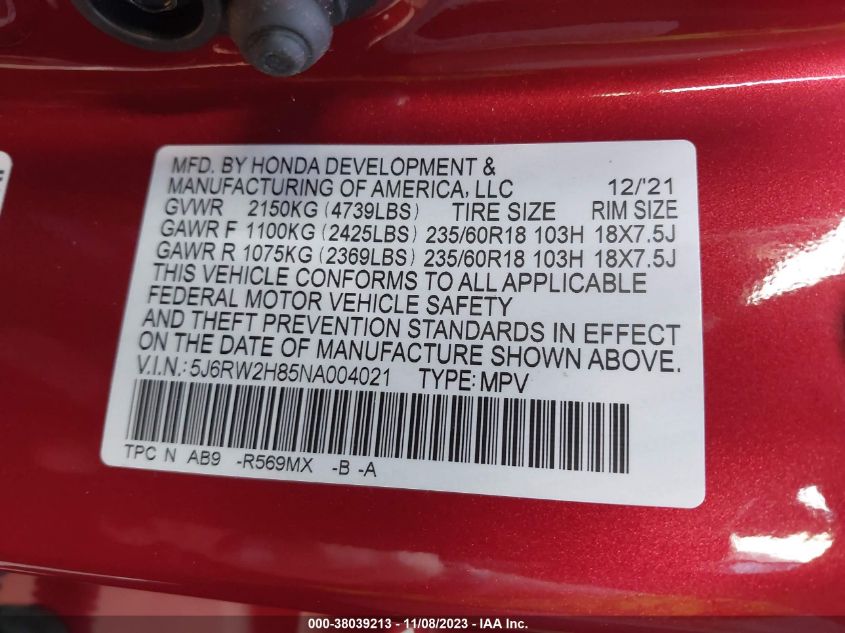 MFD. BY HONDA DEVELOPMENT &
MANUFACTURING OF AMERICA, LLC 12/'21
GVWR 2150KG (4739LBS) TIRE SIZE RIM SIZE
GAWR F 1100KG (2425LBS) 235/60R18 103H 18X7.5J
GAWR R 1075KG (2369LBS) 235/60R18 103H 18X7.5J
THIS VEHICLE CONFORMS TO ALL APPLICABLE
FEDERAL MOTOR VEHICLE SAFETY
AND THEFT PREVENTION STANDARDS IN EFFECT
ON THE DATE OF MANUFACTURE SHOWN ABOVE.
V.I.N.: 5J6RW2H85NA004021 TYPE: MPV
TPC N AB9 -R569MX -B -A
000-38039213 - 11/08/2023 - IAA Inc.